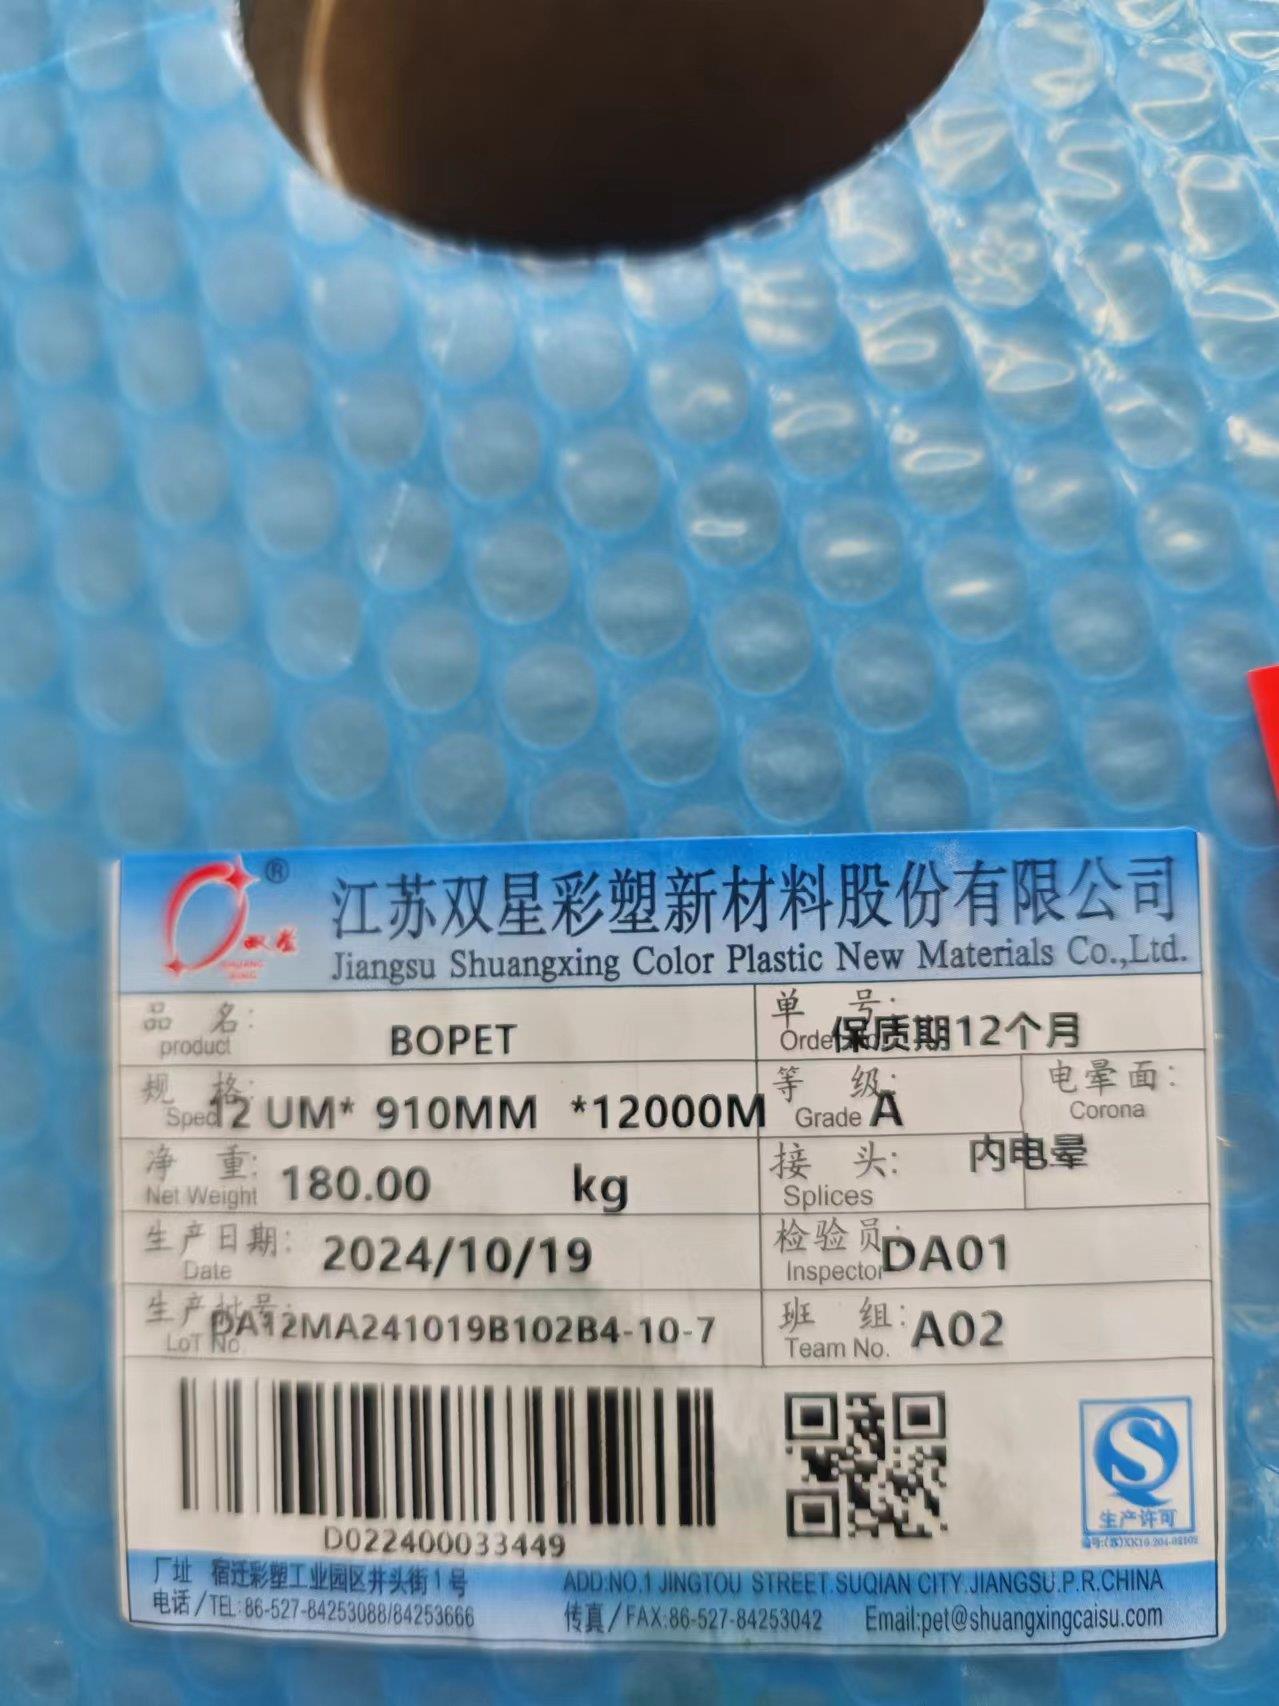 ®
双星
SHUANG XING
江苏双星彩塑新材料股份有限公司
Jiangsu Shuangxing Color Plastic New Materials Co.,Ltd.
品 名: BOPET
product
单 号: 保质期12个月
规 格: 12 UM* 910MM *12000M
Spec
等 级: A
Grade
电晕面:
Corona
内电晕
净 重: 180.00 kg
Net Weight
接 头:
Splices
生产日期: 2024/10/19
Date
检验员: DA01
Inspector
生产批号: DA12MA241019B102B4-10-7
LoT No
班 组: A02
Team No.
D022400033449
生产许可
厂址 宿迁彩塑工业园区井头街1号
ADD:NO.1 JINGTOU STREET.SUQIAN CITY.JIANGSU.P.R.CHINA
电话/TEL:86-527-84253088/84253666
传真/FAX:86-527-84253042
Email:pet@shuangxingcaisu.com